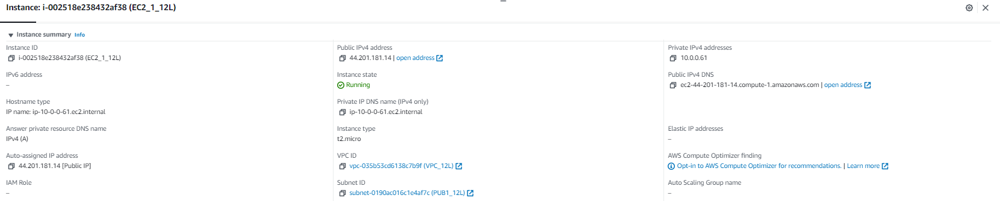 Instance: i-002518e238432af38 (EC2_1_12L)
Instance summary Info
Instance ID
i-002518e238432af38 (EC2_1_12L)
Public IPv4 address
44.201.181.14 | open address
Private IPv4 addresses
10.0.0.61
IPv6 address
–
Instance state
Running
Public IPv4 DNS
ec2-44-201-181-14.compute-1.amazonaws.com | open address
Hostname type
IP name: ip-10-0-0-61.ec2.internal
Private IP DNS name (IPv4 only)
ip-10-0-0-61.ec2.internal
Answer private resource DNS name
IPv4 (A)
Instance type
t2.micro
Elastic IP addresses
–
Auto-assigned IP address
44.201.181.14 [Public IP]
VPC ID
vpc-035b53cd6138c7b9f (VPC_12L)
AWS Compute Optimizer finding
Opt-in to AWS Compute Optimizer for recommendations. | Learn more
IAM Role
–
Subnet ID
subnet-0190ac016c1e4af7c (PUB1_12L)
Auto Scaling Group name
–